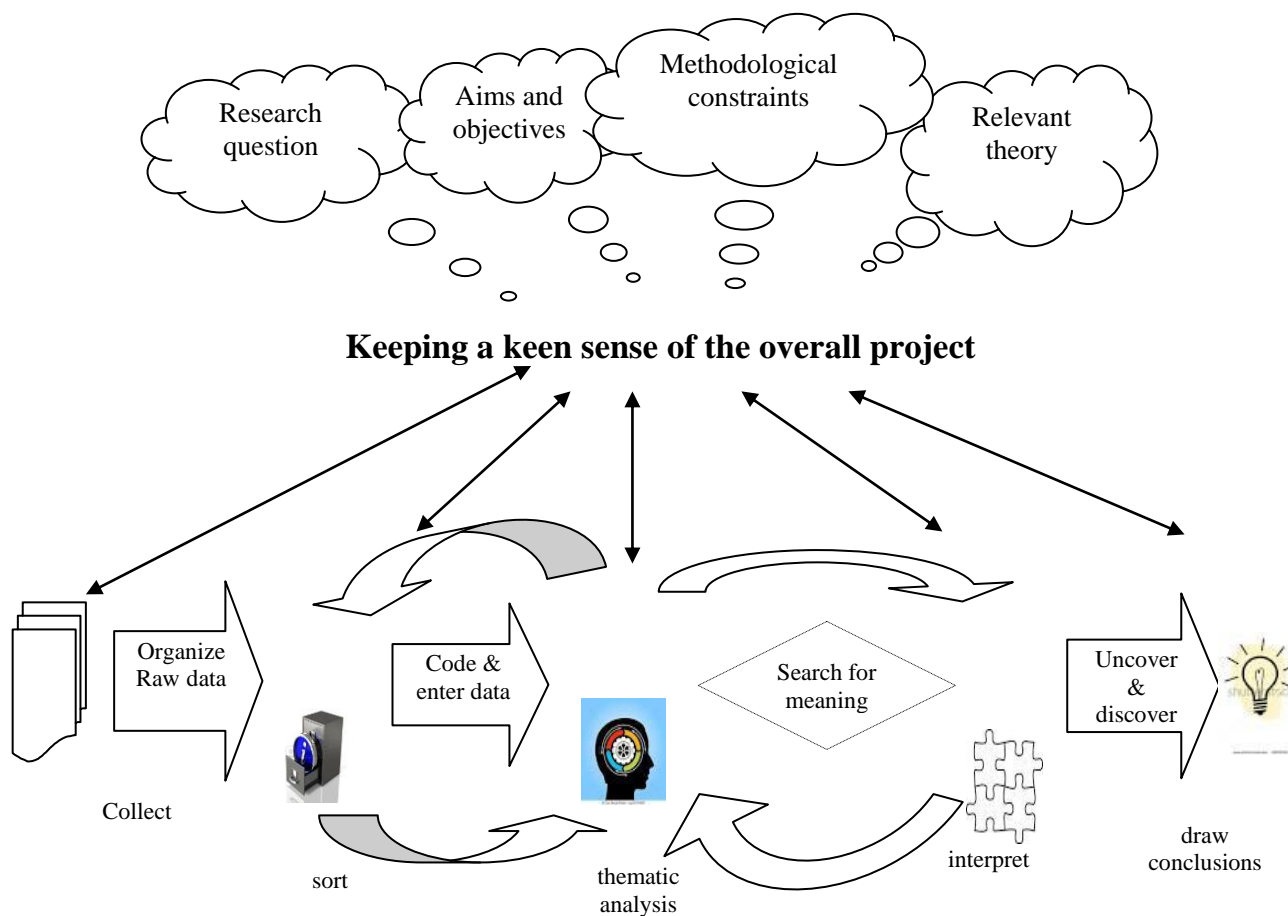 Research
question
Aims and
objectives
Methodological
constraints
Relevant
theory
Keeping a keen sense of the overall project
Organize
Raw data
Code &
enter data
Search for
meaning
Uncover
&
discover
Collect
sort
thematic
analysis
interpret
draw
conclusions